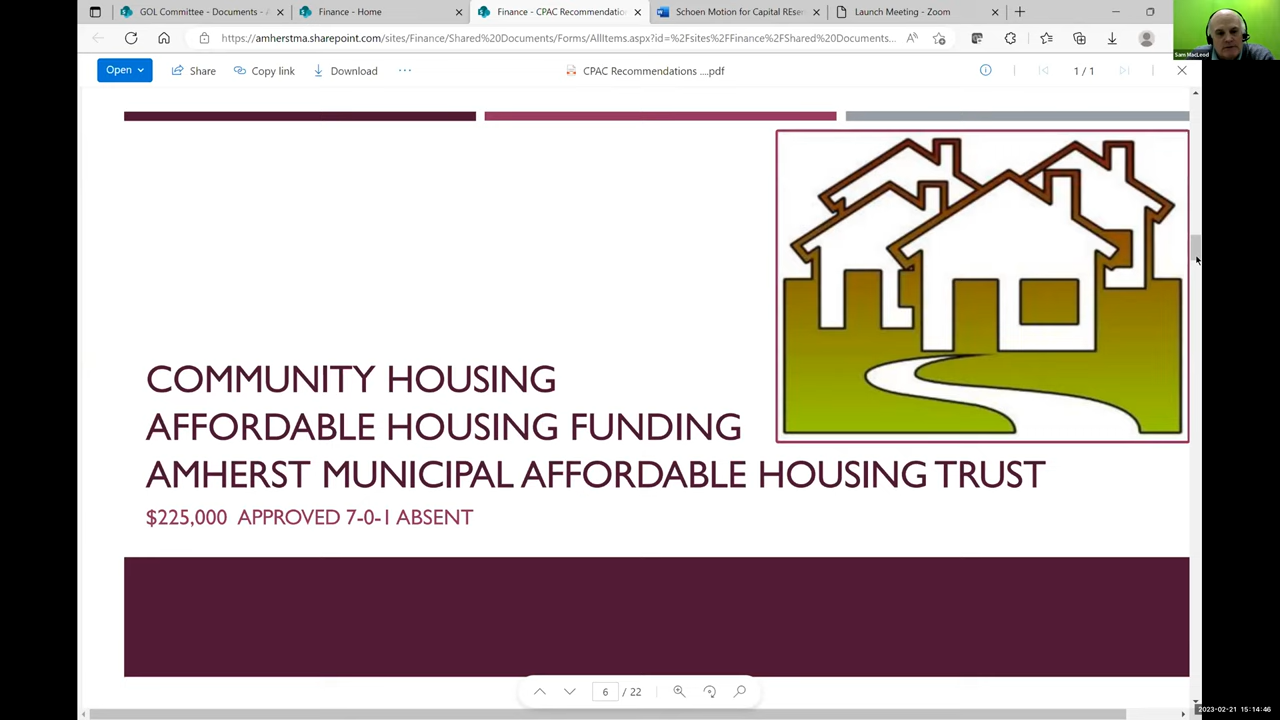 GOL Committee - Documents - A
Finance - Home
Finance - CPAC Recommendation
Schoen Motion for Capital REser
Launch Meeting - Zoom
https://amherstma.sharepoint.com/sites/Finance/Shared%20Documents/Forms/AllItems.aspx?id=%2Fsites%2FFinance%2FShared%20Documents...
Sam MacLeod
Open
Share
Copy link
Download
...
CPAC Recommendations ....pdf
1 / 1
COMMUNITY HOUSING
AFFORDABLE HOUSING FUNDING
AMHERST MUNICIPAL AFFORDABLE HOUSING TRUST
$225,000 APPROVED 7-0-1 ABSENT
6 / 22
2023-02-21 15:14:46